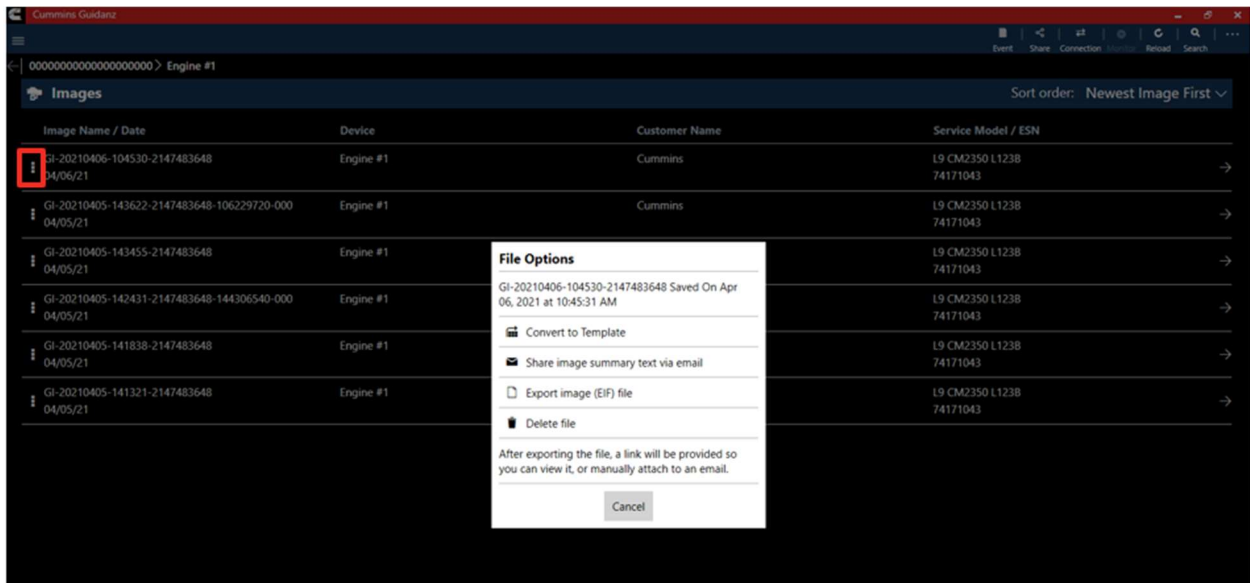 Cummins Guidanz
Event Share Connection Monitor Reload Search
00000000000000000000 > Engine #1
Images
Sort order: Newest Image First
Image Name / Date Device Customer Name Service Model / ESN
GI-20210406-104530-2147483648 Engine #1 Cummins L9 CM2350 L123B
04/06/21 74171043
GI-20210405-143622-2147483648-106229720-000 Engine #1 Cummins L9 CM2350 L123B
04/05/21 74171043
GI-20210405-143455-2147483648 Engine #1 L9 CM2350 L123B
04/05/21 74171043
GI-20210405-142431-2147483648-144306540-000 Engine #1 L9 CM2350 L123B
04/05/21 74171043
GI-20210405-141838-2147483648 Engine #1 L9 CM2350 L123B
04/05/21 74171043
GI-20210405-141321-2147483648 Engine #1 L9 CM2350 L123B
04/05/21 74171043
File Options
GI-20210406-104530-2147483648 Saved On Apr
06, 2021 at 10:45:31 AM
Convert to Template
Share image summary text via email
Export image (EIF) file
Delete file
After exporting the file, a link will be provided so
you can view it, or manually attach to an email.
Cancel